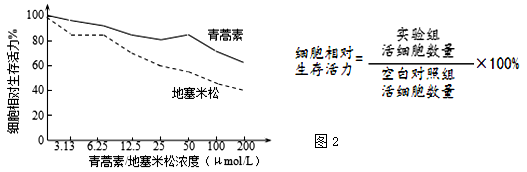 细胞相对生存活力%
100
80
60
40
20
0
青蒿素
地塞米松
3.13 6.25 12.5 25 50 100 200
青蒿素/地塞米松浓度(μmol/L)
细胞相对生存活力=实验组活细胞数量/空白对照组活细胞数量×100%
图2